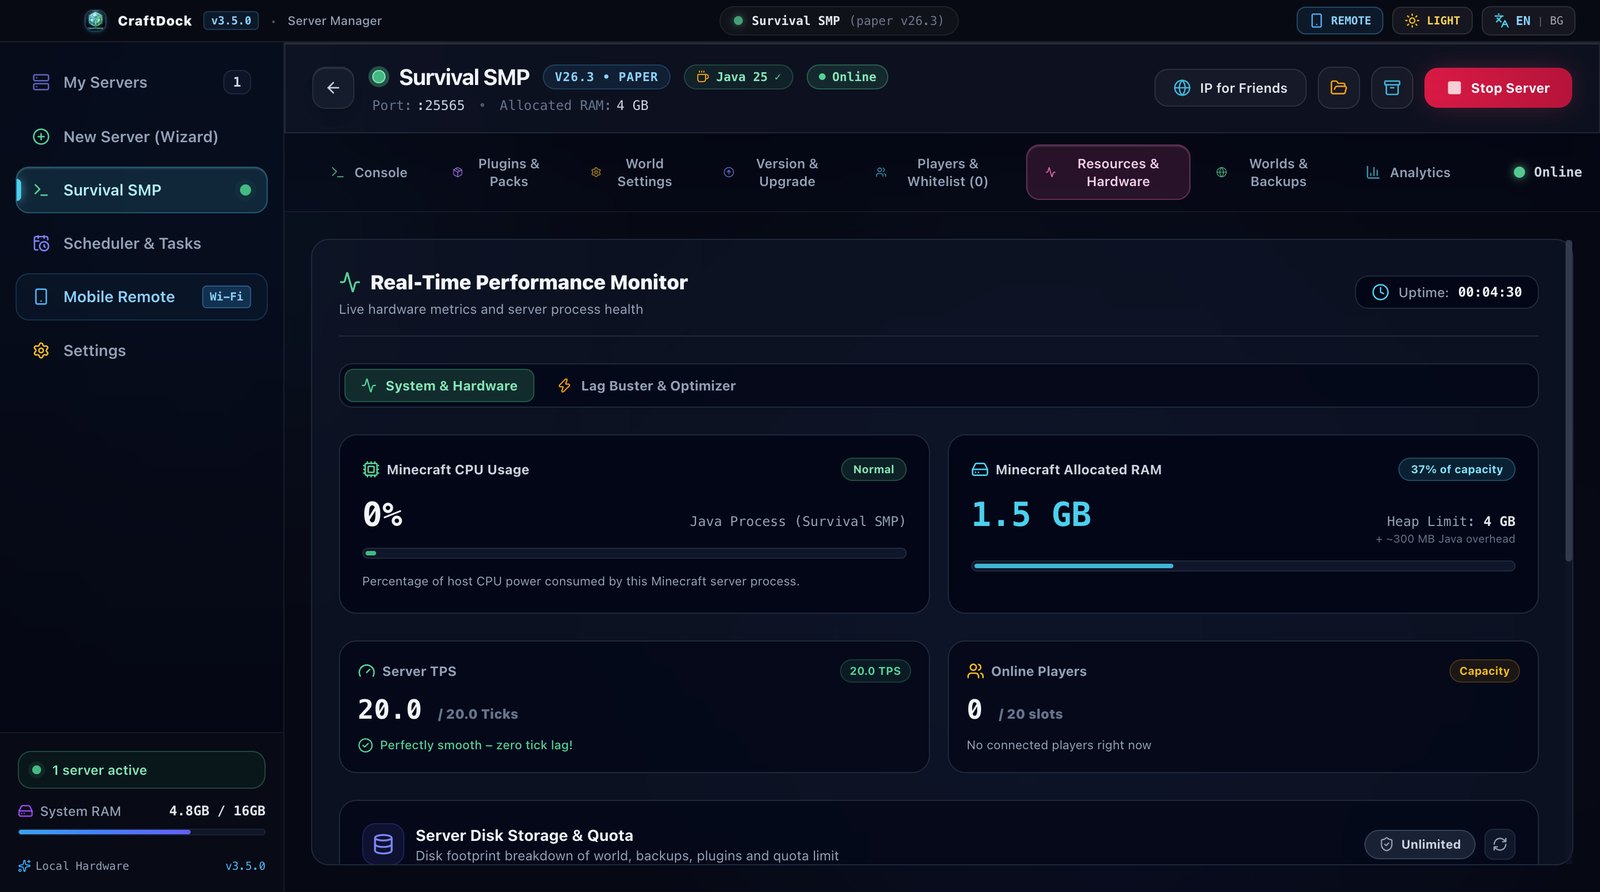 CraftDock v3.5.0 · Server Manager
Survival SMP (paper v26.3)
REMOTE
LIGHT
EN | BG
My Servers 1
New Server (Wizard)
Survival SMP
Scheduler & Tasks
Mobile Remote Wi-Fi
Settings
1 server active
System RAM 4.8GB / 16GB
Local Hardware v3.5.0
Survival SMP V26.3 • PAPER Java 25 ✓ Online
Port: :25565 • Allocated RAM: 4 GB
IP for Friends
Stop Server
Console
Plugins &
Packs
World
Settings
Version &
Upgrade
Players &
Whitelist (0)
Resources &
Hardware
Worlds &
Backups
Analytics
Online
Real-Time Performance Monitor
Live hardware metrics and server process health
Uptime: 00:04:30
System & Hardware
Lag Buster & Optimizer
Minecraft CPU Usage Normal
0% Java Process (Survival SMP)
Percentage of host CPU power consumed by this Minecraft server process.
Minecraft Allocated RAM 37% of capacity
1.5 GB Heap Limit: 4 GB
+ ~300 MB Java overhead
Server TPS 20.0 TPS
20.0 / 20.0 Ticks
Perfectly smooth – zero tick lag!
Online Players Capacity
0 / 20 slots
No connected players right now
Server Disk Storage & Quota
Disk footprint breakdown of world, backups, plugins and quota limit
Unlimited